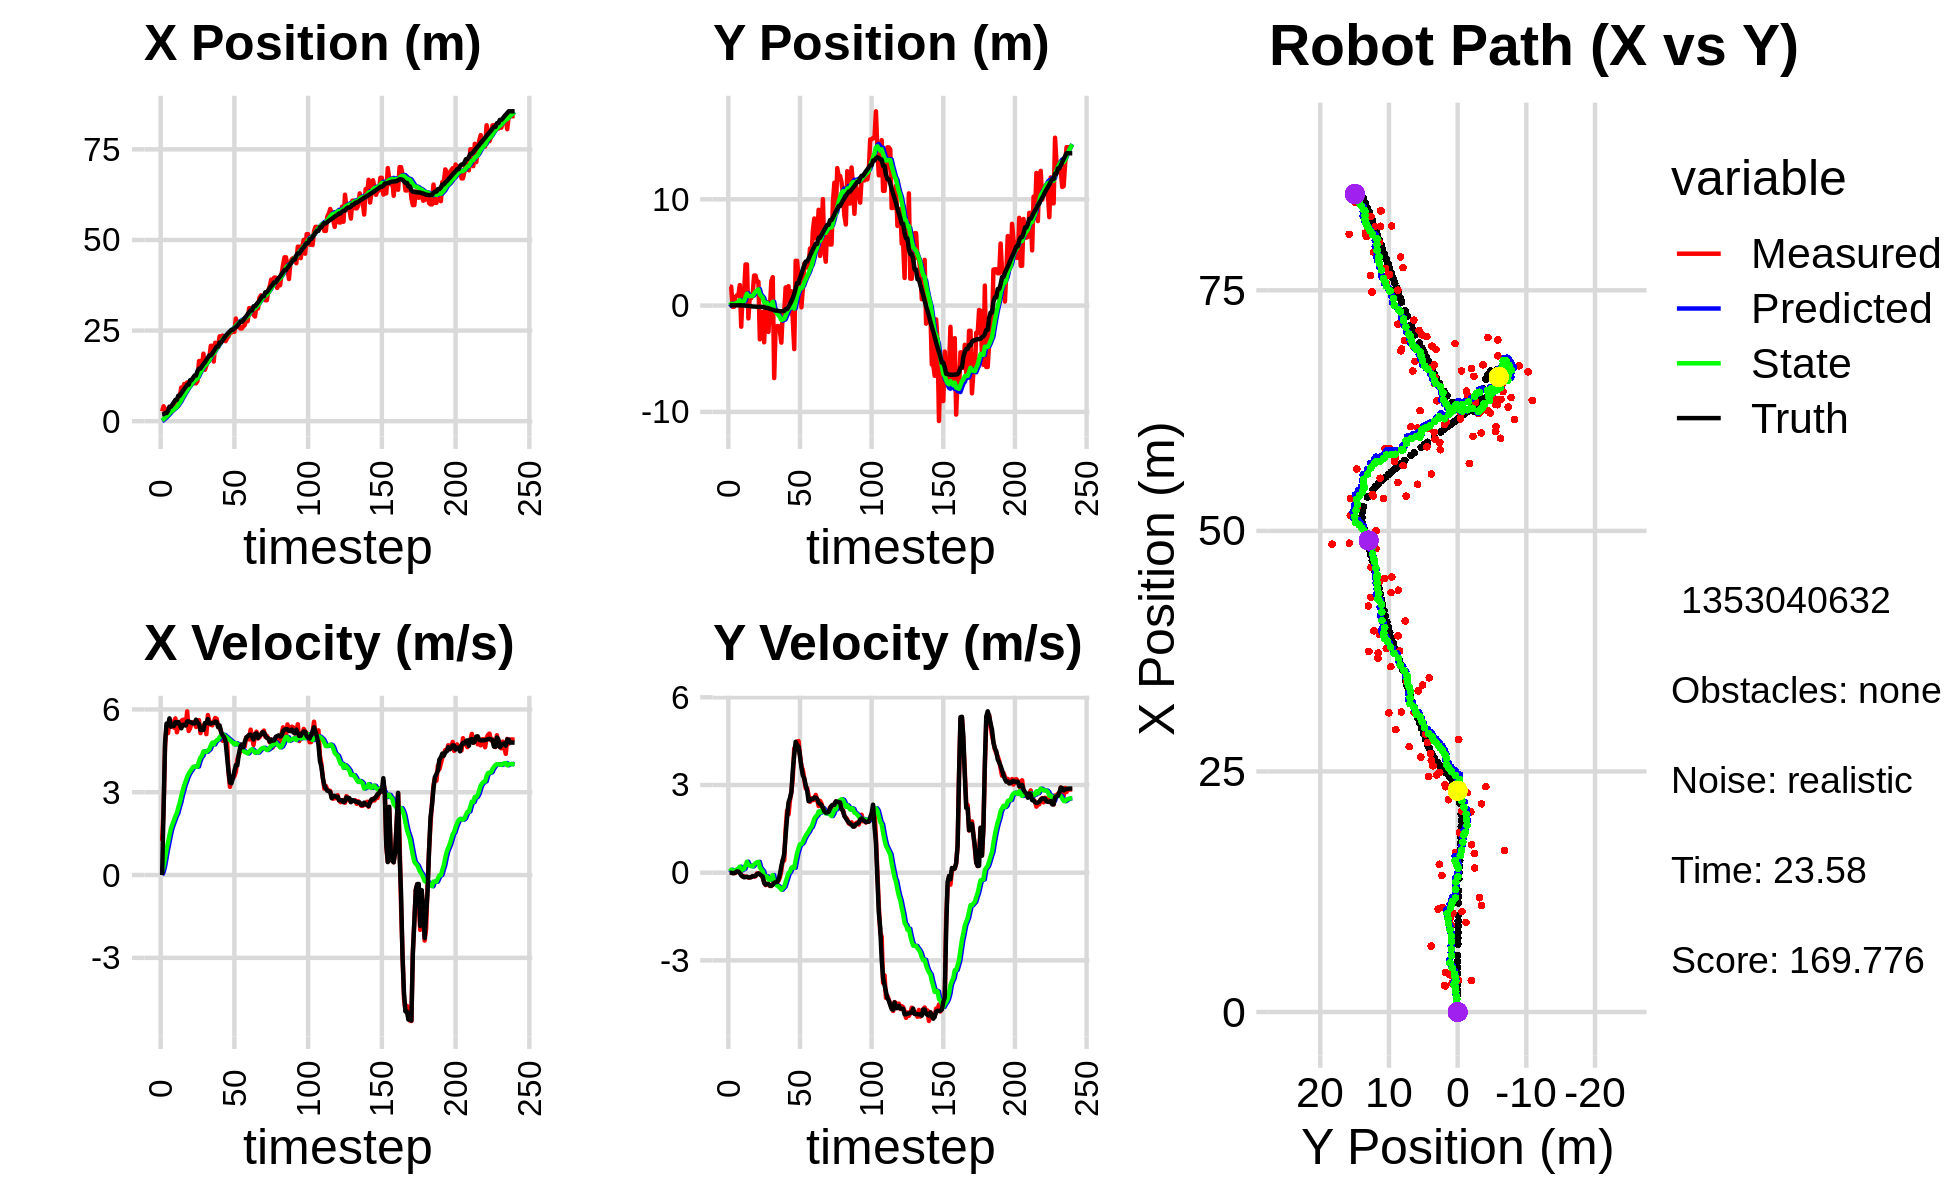 X Position (m)
75
50
25
0
0 50 100 150 200 250
timestep
Y Position (m)
10
0
-10
0 50 100 150 200 250
timestep
X Velocity (m/s)
6
3
0
-3
0 50 100 150 200 250
timestep
Y Velocity (m/s)
6
3
0
-3
0 50 100 150 200 250
timestep
Robot Path (X vs Y)
X Position (m)
75
50
25
0
20 10 0 -10 -20
Y Position (m)
variable
Measured
Predicted
State
Truth
1353040632
Obstacles: none
Noise: realistic
Time: 23.58
Score: 169.776